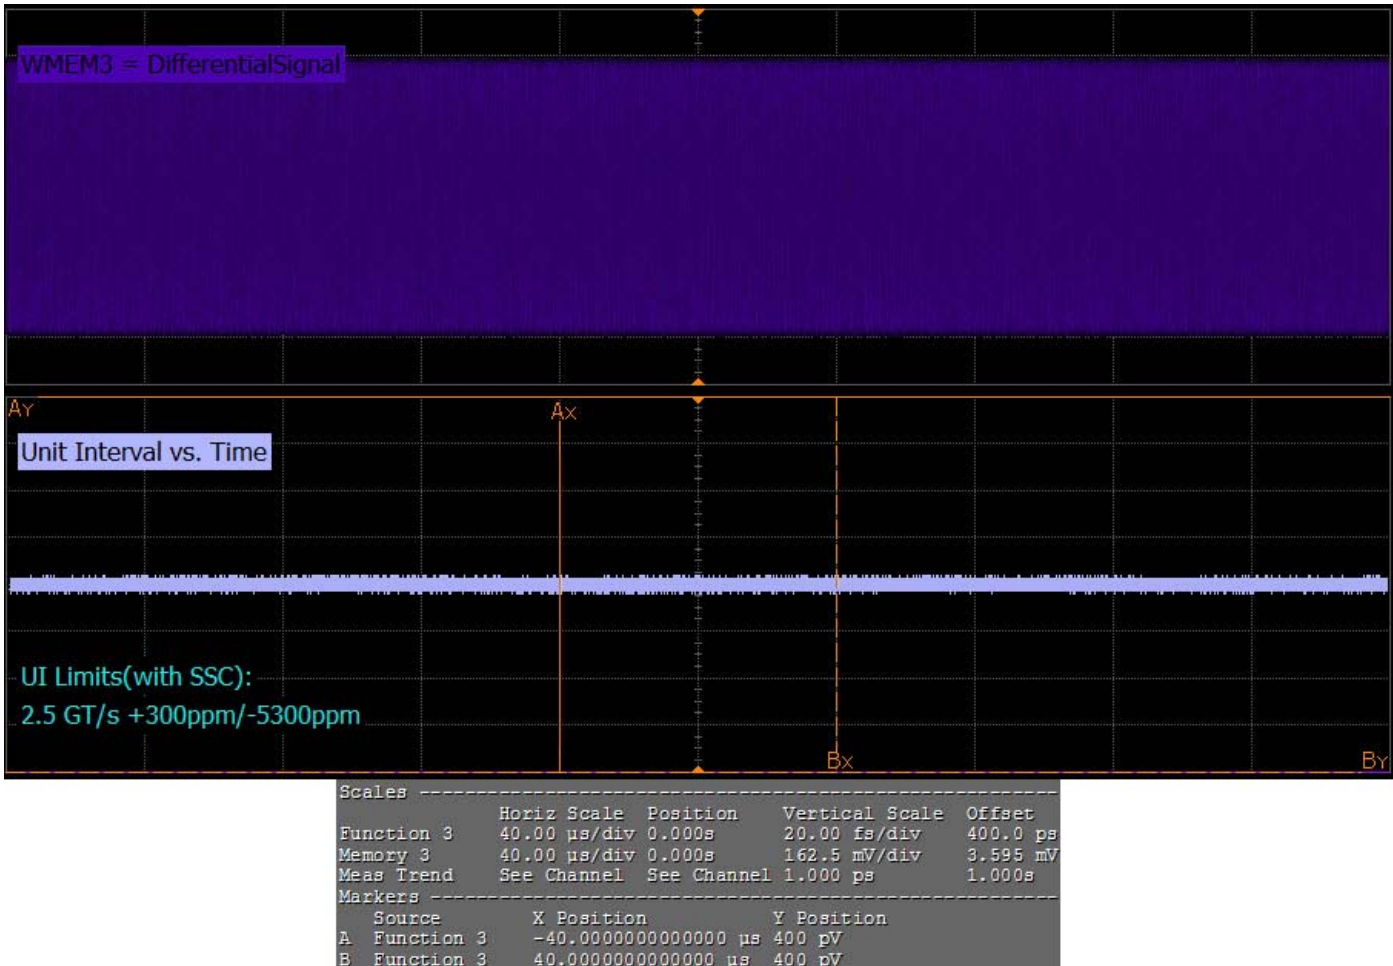 WMEM3 = DifferentialSignal
AY
AX
Unit Interval vs. Time
UI Limits(with SSC):
2.5 GT/s +300ppm/-5300ppm
BX
BY
Scales
Horiz Scale Position Vertical Scale Offset
Function 3 40.00 µs/div 0.000s 20.00 fs/div 400.0 ps
Memory 3 40.00 µs/div 0.000s 162.5 mV/div 3.595 mV
Meas Trend See Channel See Channel 1.000 ps 1.000s
Markers
Source X Position Y Position
A Function 3 -40.0000000000000 µs 400 pV
B Function 3 40.0000000000000 µs 400 pV